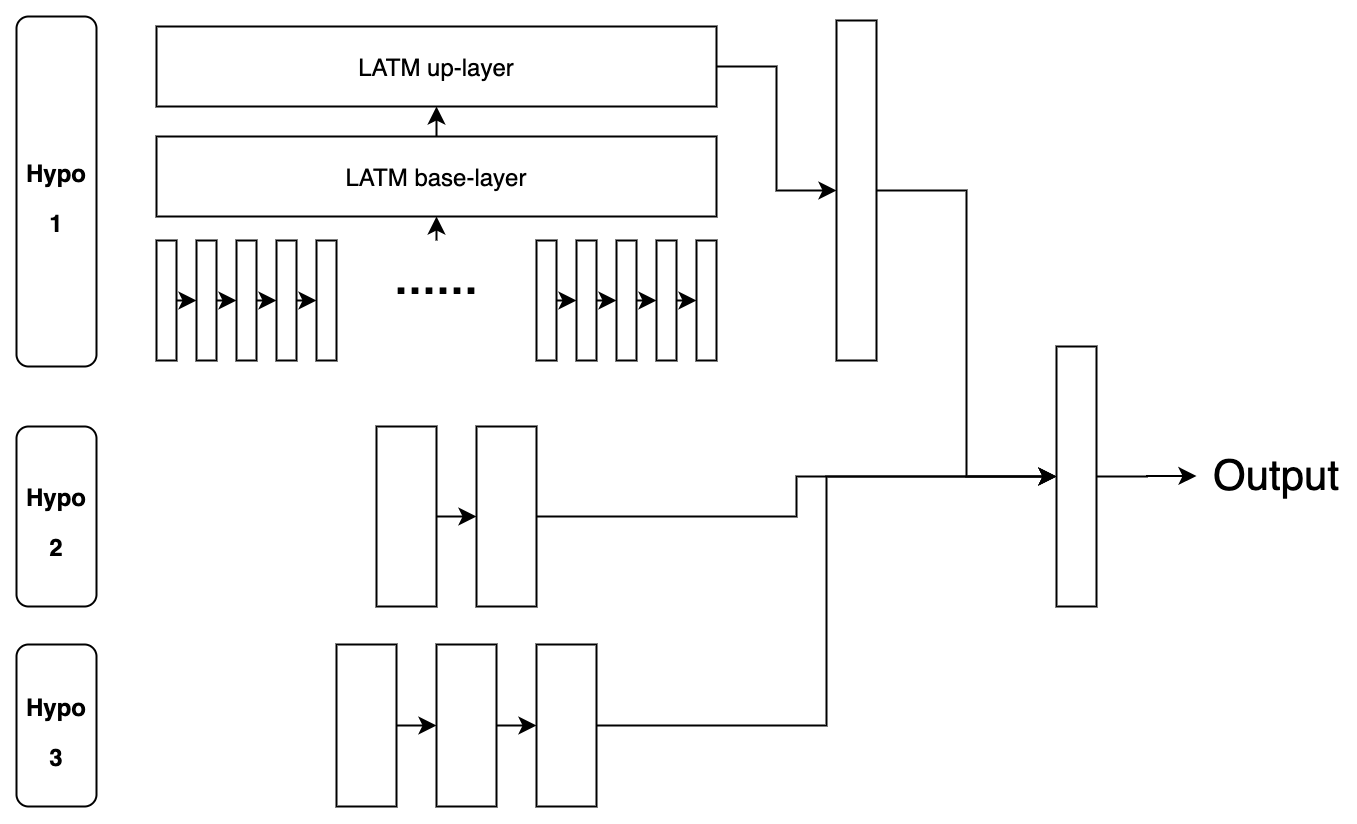 LATM up-layer
Hypo
1
LATM base-layer
......
Hypo
2
Output
Hypo
3